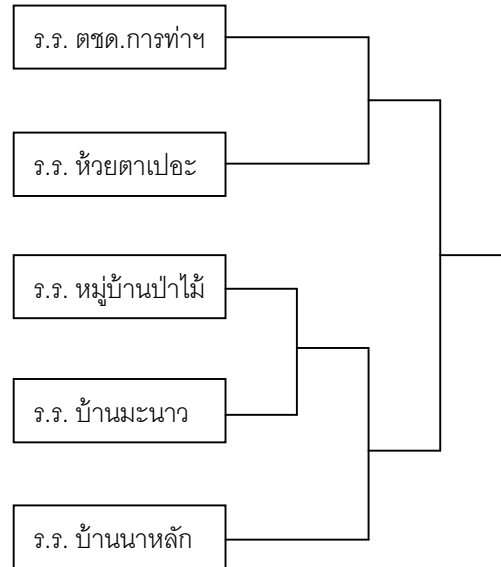 ร.ร. ตชด.การท่าฯ
ร.ร. ห้วยตาเปอะ
ร.ร. หมู่บ้านป่าไม้
ร.ร. บ้านมะนาว
ร.ร. บ้านนาหลัก